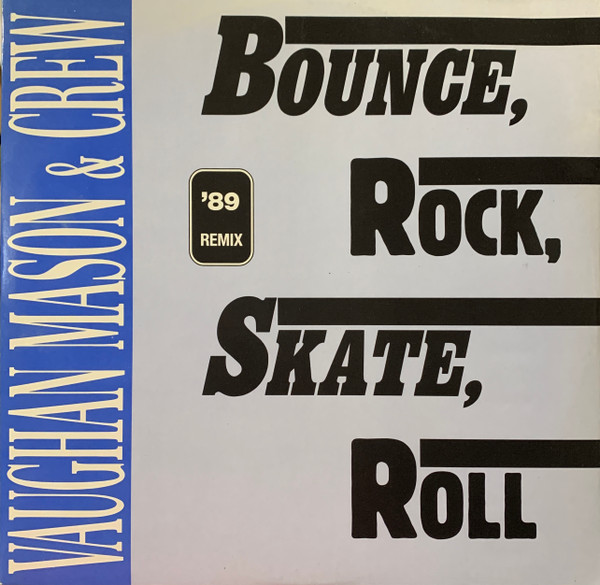 VAUGHAN MASON & CREW
BOUNCE,
ROCK,
'89
REMIX
SKATE,
ROLL